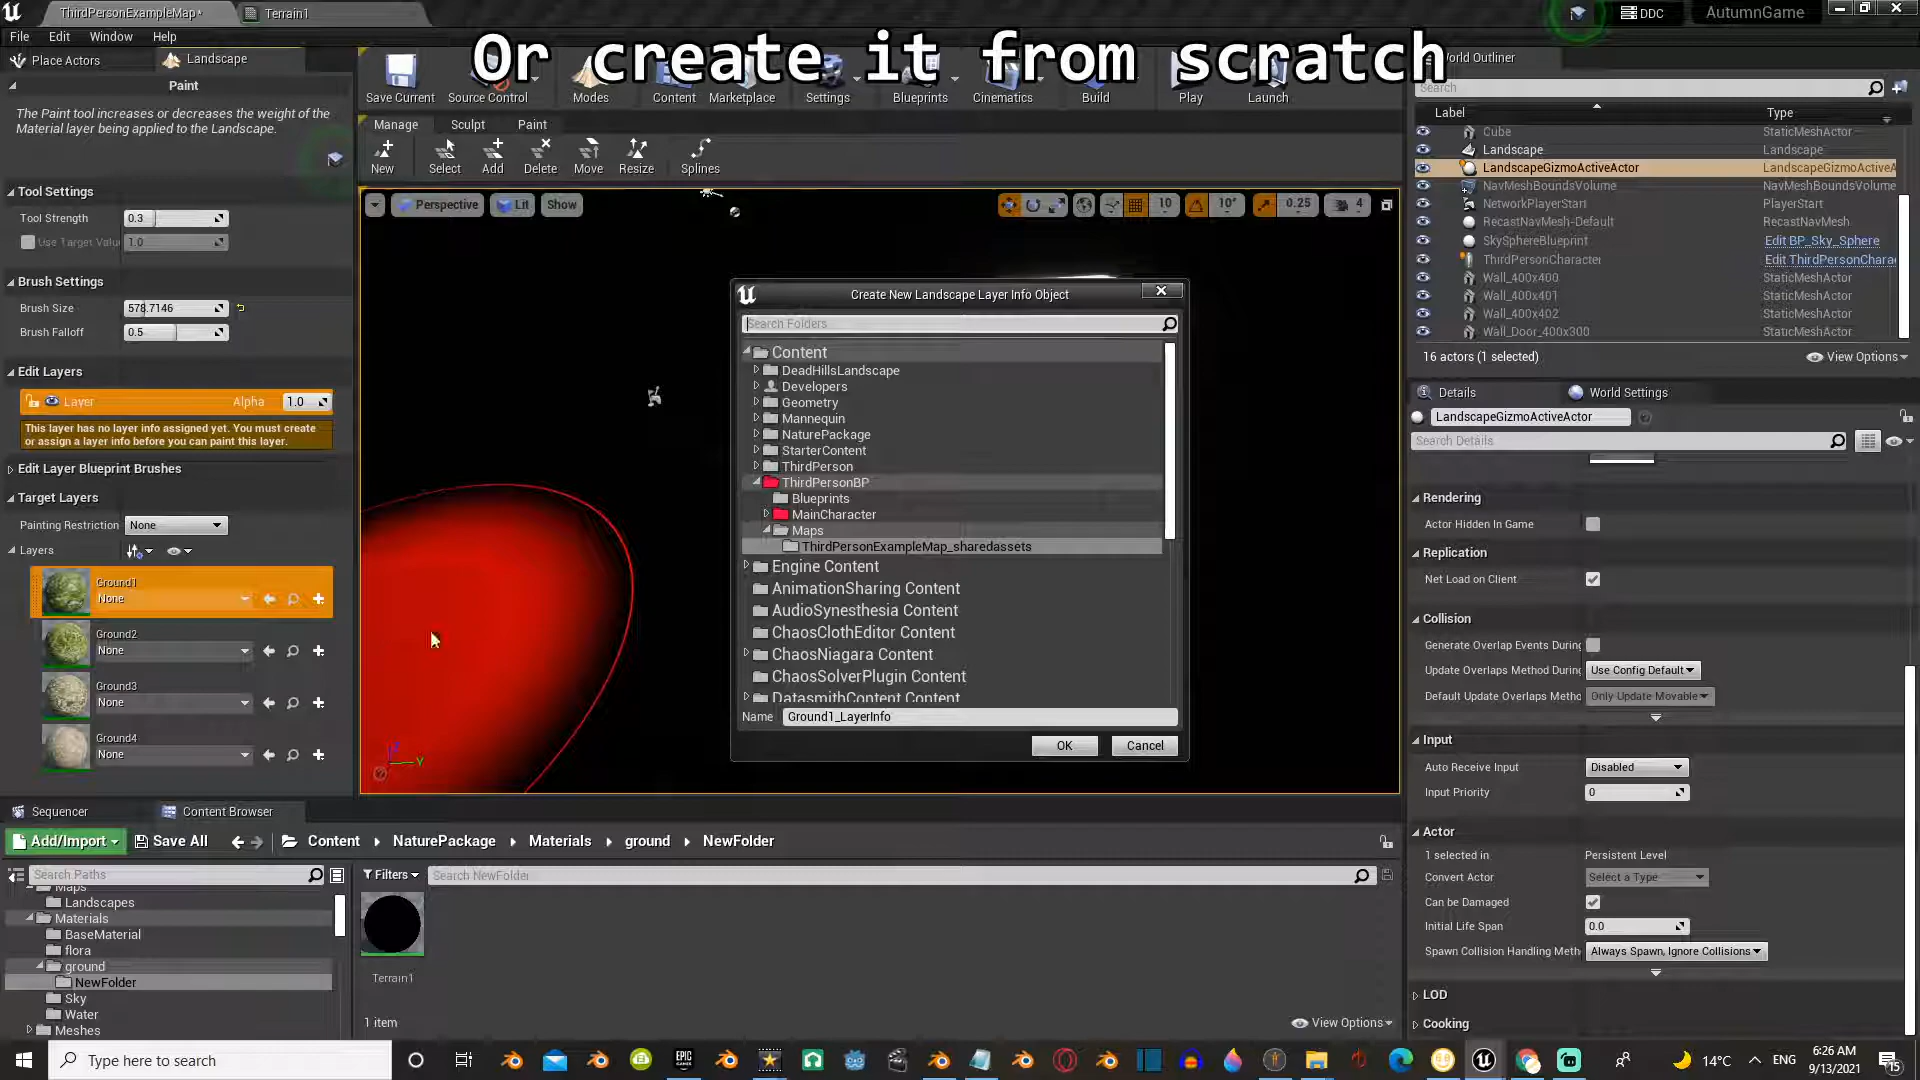 ThirdPersonExampleMap*
Terrain1
DDC
AutumnGame
File Edit Window Help
Or create it from scratch
Place Actors
Landscape
Paint
The Paint tool increases or decreases the weight of the
Material layer being applied to the Landscape.
Tool Settings
Tool Strength 0.3
Use Target Valu 1.0
Brush Settings
Brush Size 578.7146
Brush Falloff 0.5
Edit Layers
Layer Alpha 1.0
This layer has no layer info assigned yet. You must create
or assign a layer info before you can paint this layer.
Edit Layer Blueprint Brushes
Target Layers
Painting Restriction None
Layers
Ground1
None
Ground2
None
Ground3
None
Ground4
None
Save Current Source Control Modes Content Marketplace Settings Blueprints Cinematics Build Play Launch
Manage Sculpt Paint
New Select Add Delete Move Resize Splines
Perspective Lit Show
10 10° 0.25 4
Create New Landscape Layer Info Object
Search Folders
Content
DeadHillsLandscape
Developers
Geometry
Mannequin
NaturePackage
StarterContent
ThirdPerson
ThirdPersonBP
Blueprints
MainCharacter
Maps
ThirdPersonExampleMap_sharedassets
Engine Content
AnimationSharing Content
AudioSynesthesia Content
ChaosClothEditor Content
ChaosNiagara Content
ChaosSolverPlugin Content
DatasmithContent Content
Name Ground1_LayerInfo
OK Cancel
Y
World Outliner
Search
Label Type
Cube StaticMeshActor
Landscape Landscape
LandscapeGizmoActiveActor LandscapeGizmoActiveA
NavMeshBoundsVolume NavMeshBoundsVolume
NetworkPlayerStart PlayerStart
RecastNavMesh-Default RecastNavMesh
SkySphereBlueprint Edit BP_Sky_Sphere
ThirdPersonCharacter Edit ThirdPersonChara
Wall_400x400 StaticMeshActor
Wall_400x401 StaticMeshActor
Wall_400x402 StaticMeshActor
Wall_Door_400x300 StaticMeshActor
16 actors (1 selected) View Options
Details World Settings
LandscapeGizmoActiveActor
Search Details
Rendering
Actor Hidden In Game
Replication
Net Load on Client
Collision
Generate Overlap Events During
Update Overlaps Method During Use Config Default
Default Update Overlaps Metho Only Update Movable
Input
Auto Receive Input Disabled
Input Priority 0
Actor
1 selected in Persistent Level
Convert Actor Select a Type
Can be Damaged
Initial Life Span 0.0
Spawn Collision Handling Meth Always Spawn, Ignore Collisions
LOD
Cooking
Sequencer Content Browser
Add/Import Save All Content NaturePackage Materials ground NewFolder
Search Paths
Maps
Landscapes
Materials
BaseMaterial
flora
ground
NewFolder
Sky
Water
Meshes
Filters Search NewFolder
Terrain1
1 item
View Options
Type here to search
EPIC GAMES
14°C ENG
6:26 AM
9/13/2021
15